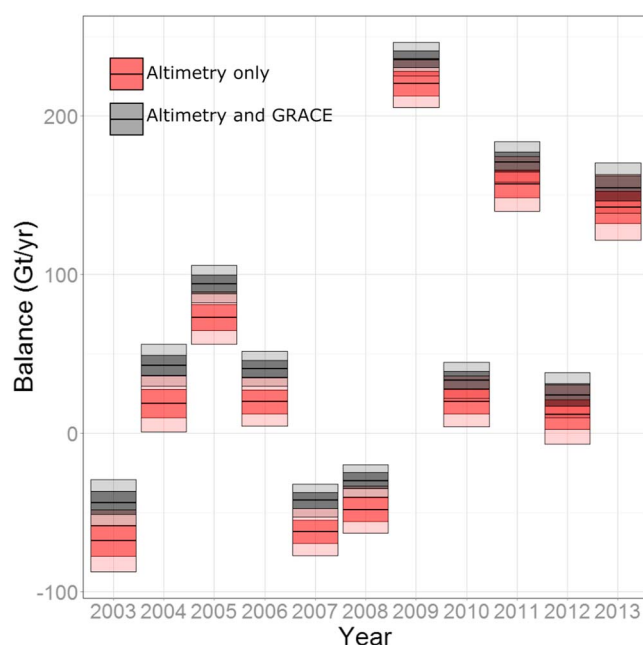 Altimetry only
Altimetry and GRACE
Balance (Gt/yr)
200
100
0
-100
2003 2004 2005 2006 2007 2008 2009 2010 2011 2012 2013
Year